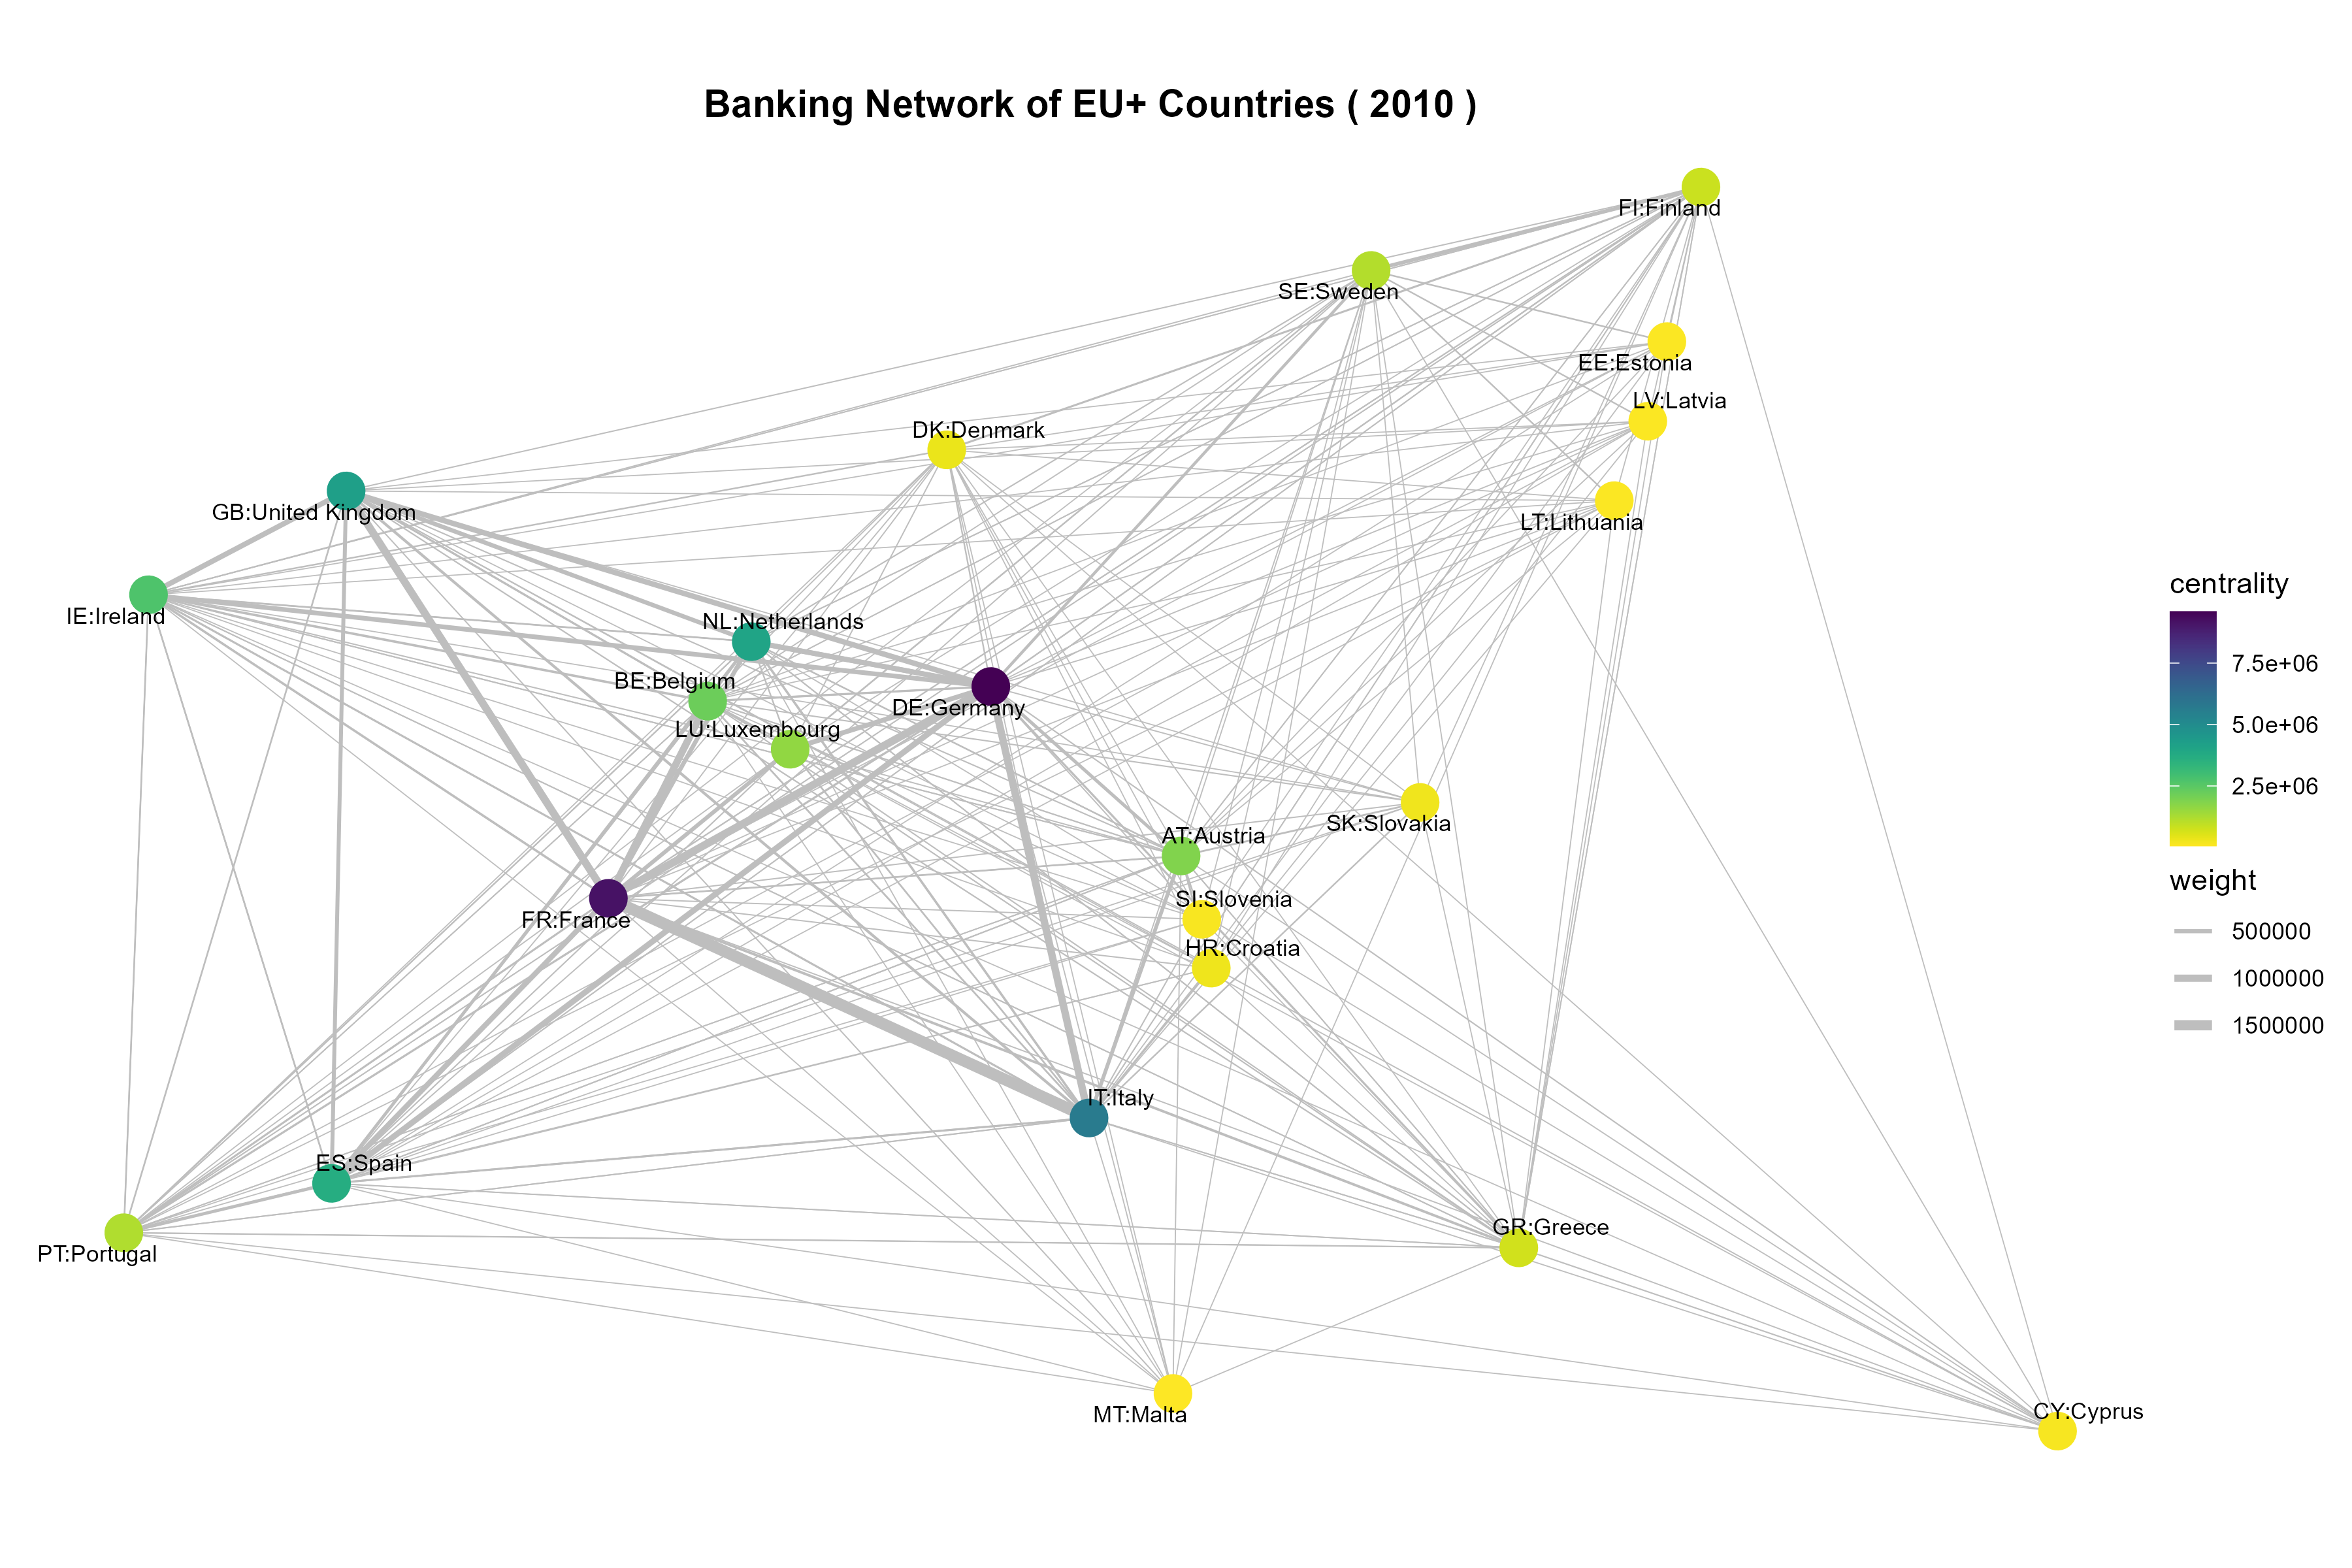 Banking Network of EU+ Countries ( 2010 )
FI:Finland
SE:Sweden
EE:Estonia
LV:Latvia
DK:Denmark
GB:United Kingdom
LT:Lithuania
IE:Ireland
NL:Netherlands
BE:Belgium
DE:Germany
LU:Luxembourg
SK:Slovakia
AT:Austria
SI:Slovenia
FR:France
HR:Croatia
IT:Italy
ES:Spain
GR:Greece
PT:Portugal
MT:Malta
CY:Cyprus
centrality
7.5e+06
5.0e+06
2.5e+06
weight
500000
1000000
1500000